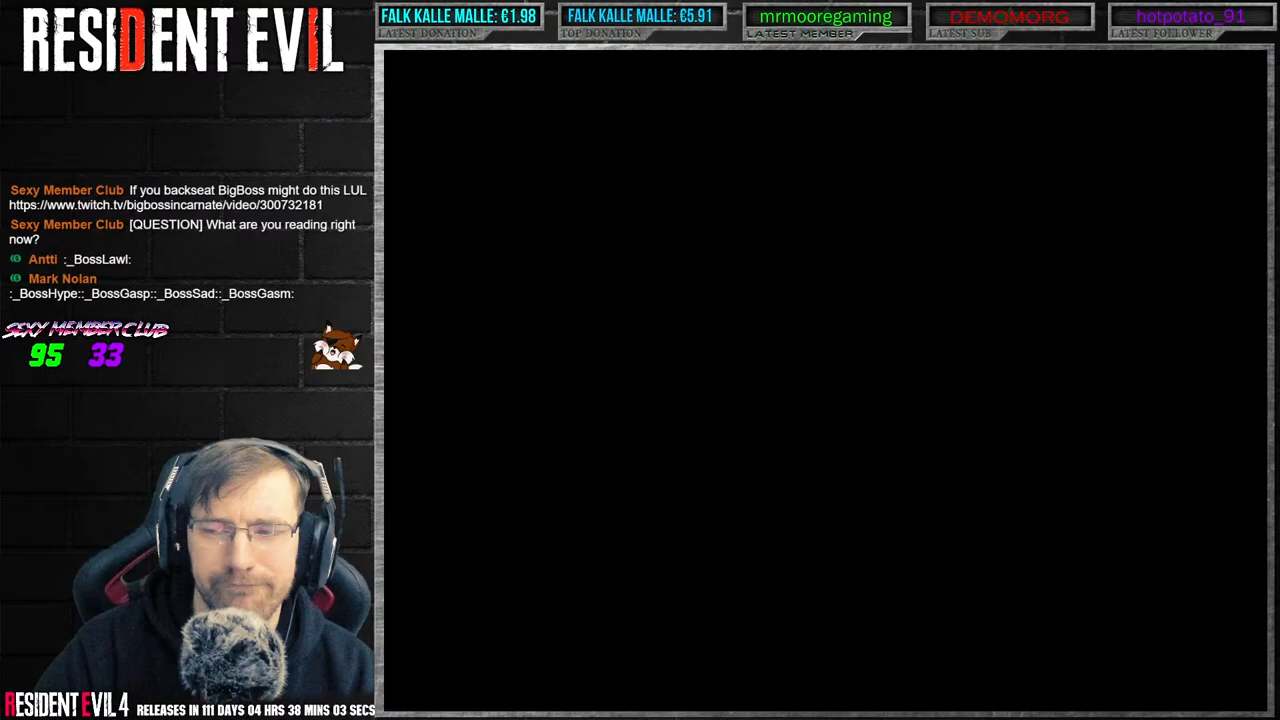 RESIDENT EVIL
FALK KALLE MALLE: €1.98
LATEST DONATION
FALK KALLE MALLE: €5.91
TOP DONATION
mrmooregaming
LATEST MEMBER
DEMOMORG
LATEST SUB
hotpotato_91
LATEST FOLLOWER
Sexy Member Club If you backseat BigBoss might do this LUL
https://www.twitch.tv/bigbossincarnate/video/300732181
Sexy Member Club [QUESTION] What are you reading right
now?
Antti :_BossLawl:
Mark Nolan
:_BossHype::_BossGasp::_BossSad::_BossGasm:
SEXY MEMBER CLUB
95 33
RESIDENT EVIL 4 RELEASES IN 111 DAYS 04 HRS 38 MINS 03 SECS